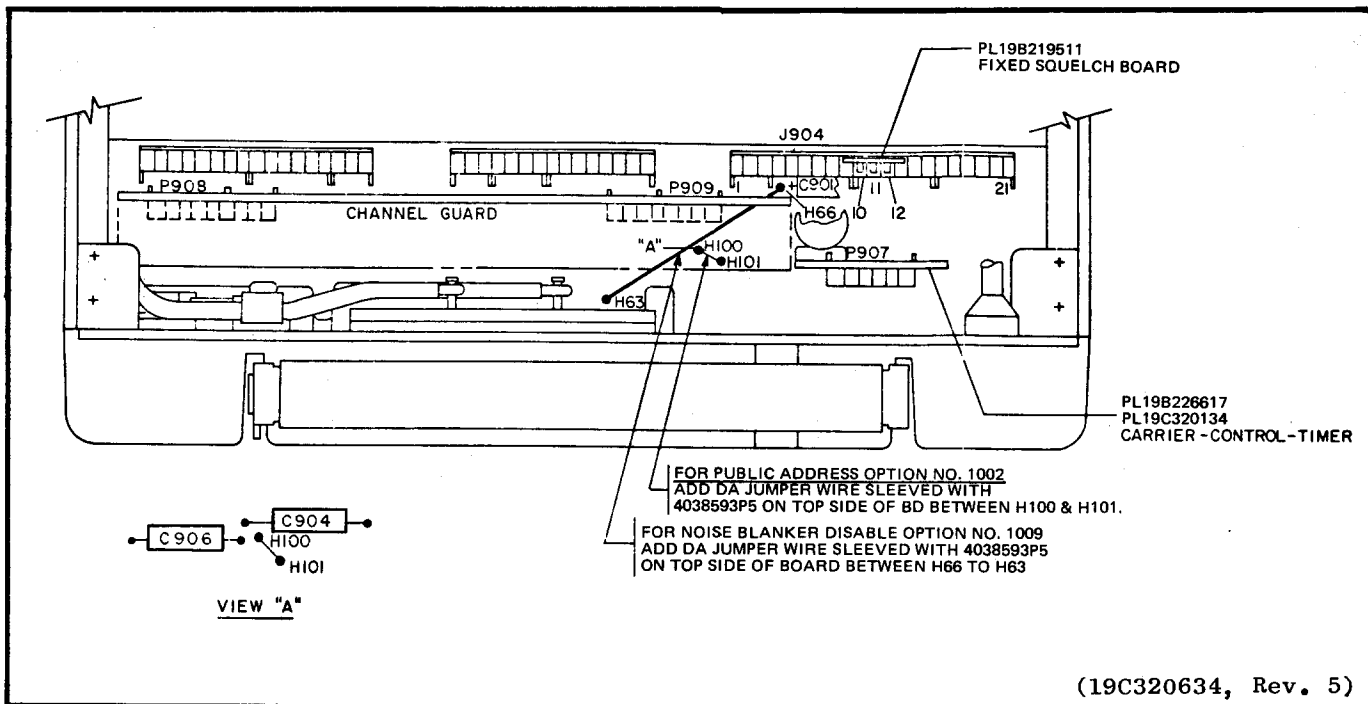 PL19B219511
FIXED SQUELCH BOARD
J904
P908
P909
1
+
C901
11
21
10
12
H66
CHANNEL GUARD
"A"
H100
H101
P907
H63
PL19B226617
PL19C320134
CARRIER-CONTROL-TIMER
FOR PUBLIC ADDRESS OPTION NO. 1002
ADD DA JUMPER WIRE SLEEVED WITH
4038593P5 ON TOP SIDE OF BD BETWEEN H100 & H101.
FOR NOISE BLANKER DISABLE OPTION NO. 1009
ADD DA JUMPER WIRE SLEEVED WITH 4038593P5
ON TOP SIDE OF BOARD BETWEEN H66 TO H63
C904
C906
H100
H101
VIEW "A"
(19C320634, Rev. 5)